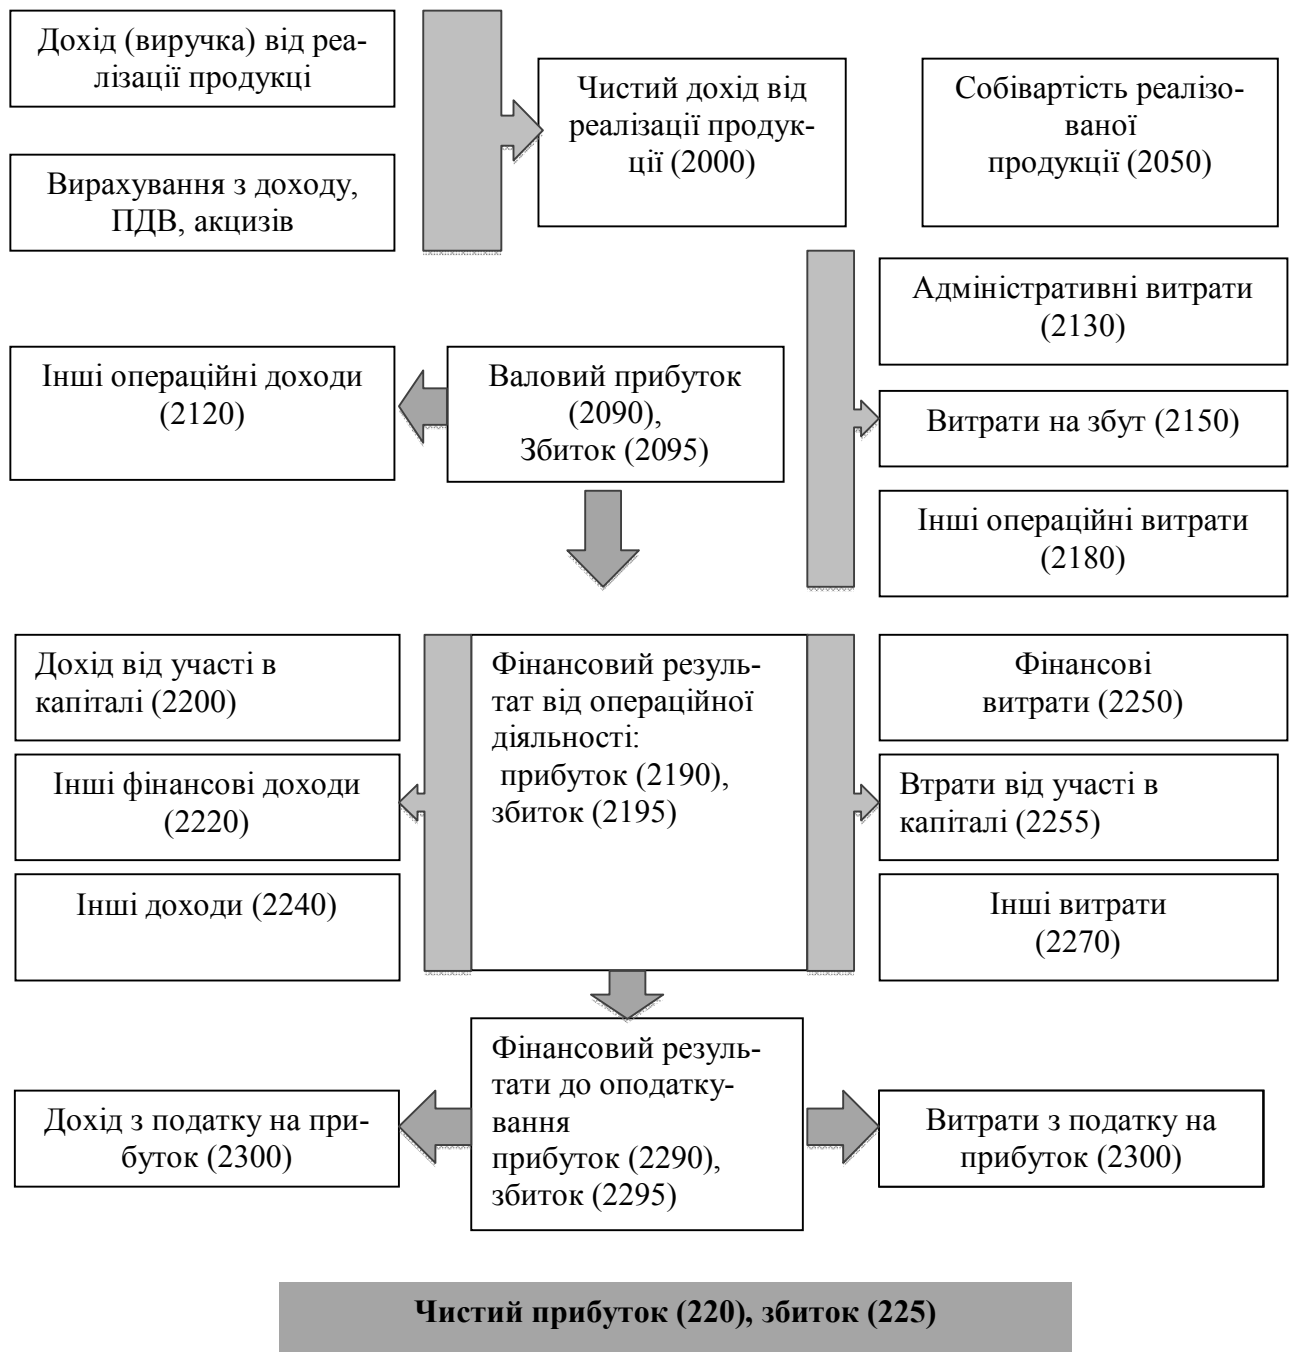 Дохід (виручка) від реа-
лізації продукці
Вирахування з доходу,
ПДВ, акцизів
Чистий дохід від
реалізації продук-
ції (2000)
Собівартість реалізо-
ваної
продукції (2050)
Адміністративні витрати
(2130)
Інші операційні доходи
(2120)
Валовий прибуток
(2090),
Збиток (2095)
Витрати на збут (2150)
Інші операційні витрати
(2180)
Дохід від участі в
капіталі (2200)
Інші фінансові доходи
(2220)
Інші доходи (2240)
Фінансовий резуль-
тат від операційної
діяльності:
прибуток (2190),
збиток (2195)
Фінансові
витрати (2250)
Втрати від участі в
капіталі (2255)
Інші витрати
(2270)
Дохід з податку на при-
буток (2300)
Фінансовий резуль-
тати до оподатку-
вання
прибуток (2290),
збиток (2295)
Витрати з податку на
прибуток (2300)
Чистий прибуток (220), збиток (225)